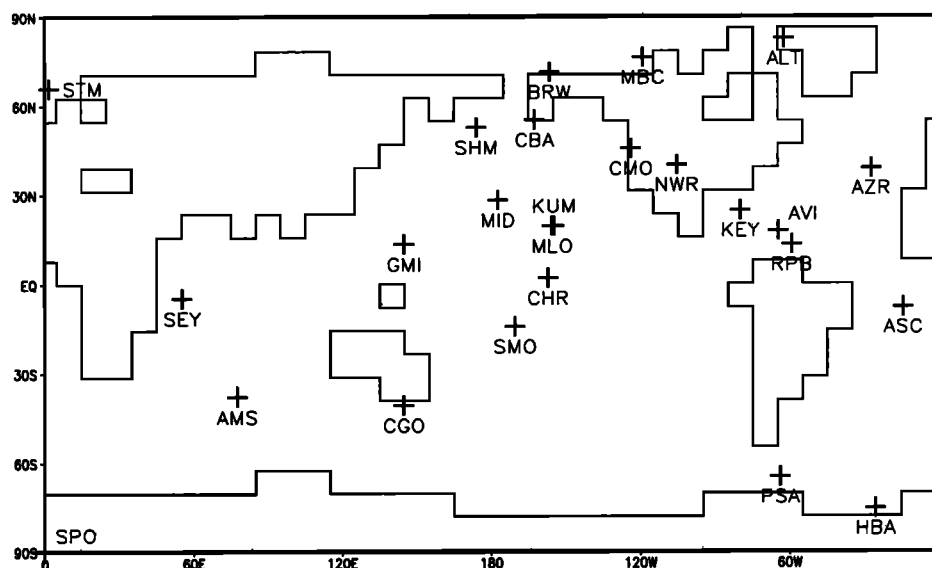 90N
ALT
MBC
STM
BRW
60N
CBA
SHM
CMO
NWR
AZR
30N
MID
KUM
KEY
AVI
MLO
GMI
RPB
EQ
CHR
SEY
ASC
SMO
30S
AMS
CGO
60S
PSA
HBA
SPO
90S
0 60E 120E 180 120W 60W